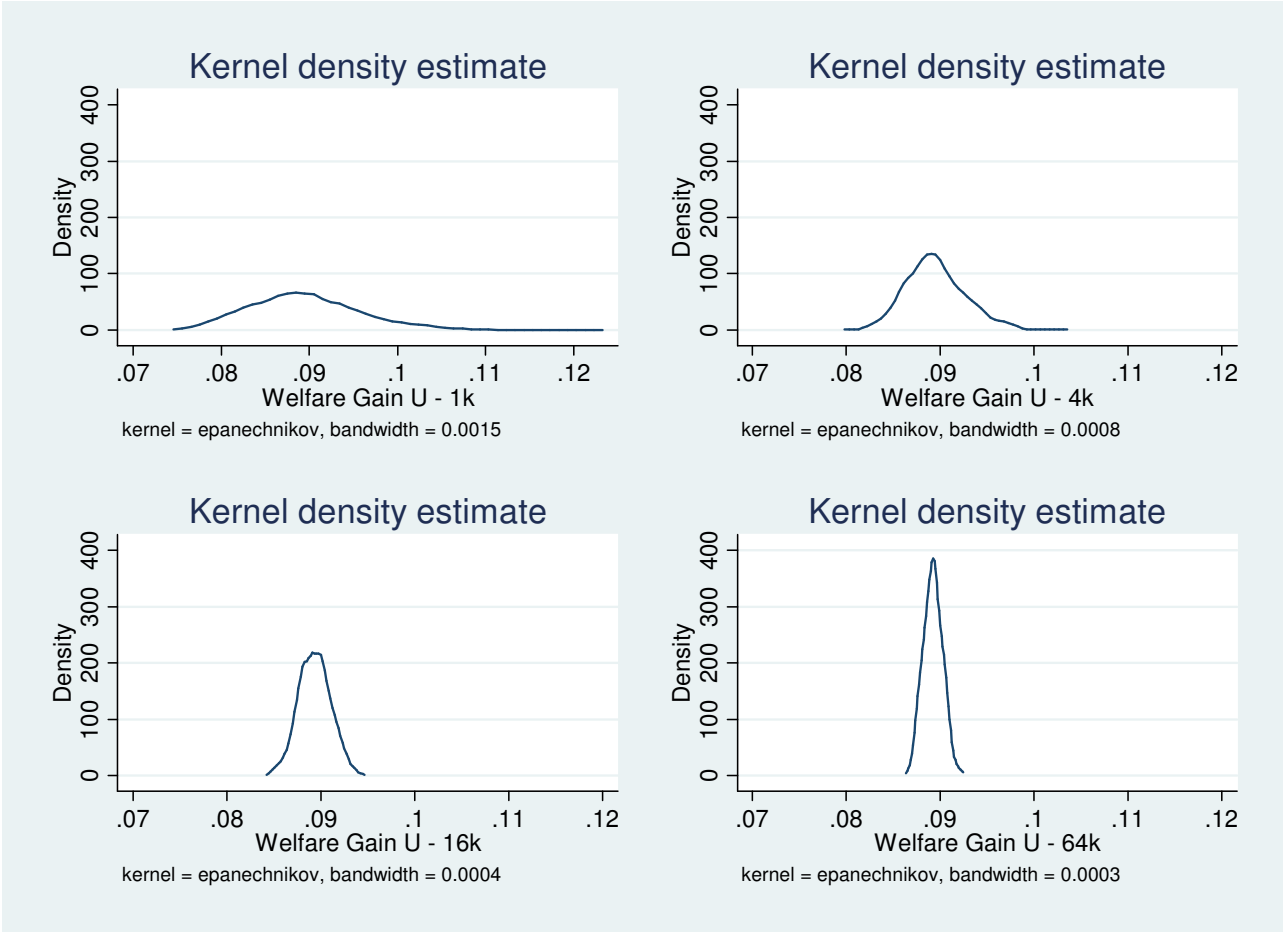 Kernel density estimate
Density
400
300
200
100
0
.07 .08 .09 .1 .11 .12
Welfare Gain U - 1k
kernel = epanechnikov, bandwidth = 0.0015
Kernel density estimate
Density
400
300
200
100
0
.07 .08 .09 .1 .11 .12
Welfare Gain U - 4k
kernel = epanechnikov, bandwidth = 0.0008
Kernel density estimate
Density
400
300
200
100
0
.07 .08 .09 .1 .11 .12
Welfare Gain U - 16k
kernel = epanechnikov, bandwidth = 0.0004
Kernel density estimate
Density
400
300
200
100
0
.07 .08 .09 .1 .11 .12
Welfare Gain U - 64k
kernel = epanechnikov, bandwidth = 0.0003